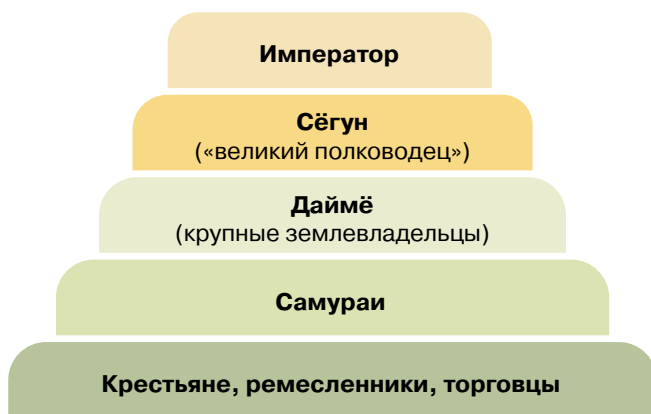 Император
Сёгун
(«великий полководец»)
Даймё
(крупные землевладельцы)
Самураи
Крестьяне, ремесленники, торговцы